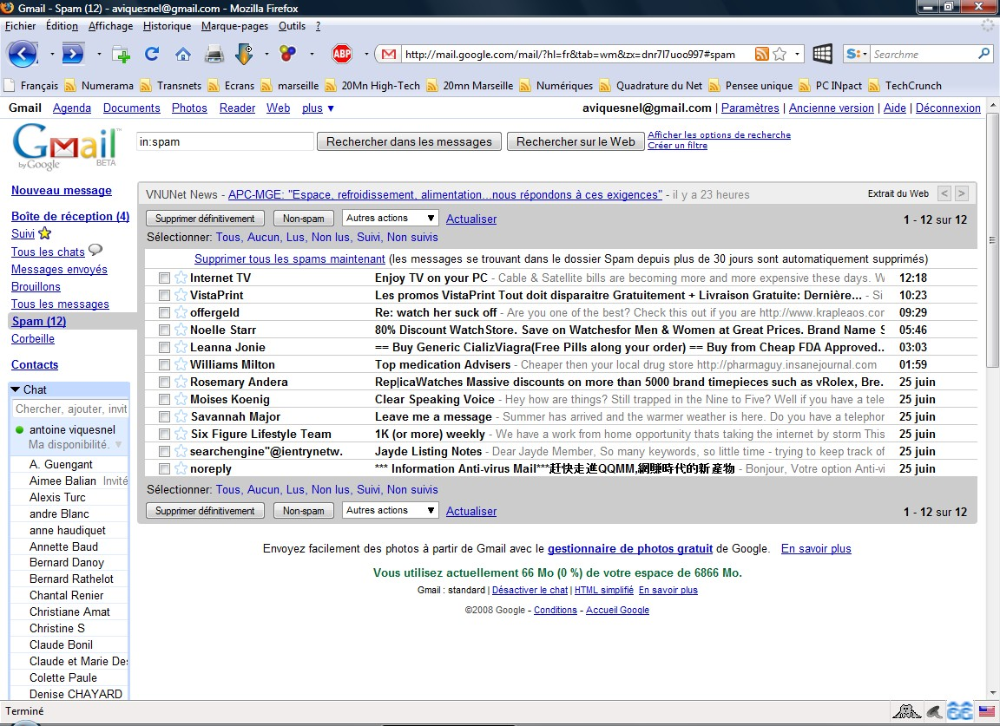 Gmail - Spam (12) - aviquesnel@gmail.com - Mozilla Firefox
Fichier Édition Affichage Historique Marque-pages Outils ?
ABP http://mail.google.com/mail/?hl=fr&tab=wm&zx=dnr7l7uoo997#spam S: Searchme
Français Numerama Transnets Ecrans marseille 20Mn High-Tech 20mn Marseille Numériques Quadrature du Net Pensee unique PC INpact TechCrunch
Gmail Agenda Documents Photos Reader Web plus ▼ aviquesnel@gmail.com | Paramètres | Ancienne version | Aide | Déconnexion
Gmail by Google BETA
in:spam Rechercher dans les messages Rechercher sur le Web Afficher les options de recherche
Créer un filtre
Nouveau message
Boîte de réception (4)
Suivi
Tous les chats
Messages envoyés
Brouillons
Tous les messages
Spam (12)
Corbeille
Contacts
Chat
Chercher, ajouter, invit
antoine viquesnel
Ma disponibilité. ▼
A. Guengant
Aimee Balian Invité
Alexis Turc
andre Blanc
anne haudiquet
Annette Baud
Bernard Danoy
Bernard Rathelot
Chantal Renier
Christiane Amat
Christine S
Claude Bonil
Claude et Marie De
Colette Paule
Denise CHAYARD
VNUNet News - APC-MGE: "Espace, refroidissement, alimentation...nous répondons à ces exigences" - il y a 23 heures Extrait du Web < >
Supprimer définitivement Non-spam Autres actions ▼ Actualiser 1 - 12 sur 12
Sélectionner: Tous, Aucun, Lus, Non lus, Suivi, Non suivis
Supprimer tous les spams maintenant (les messages se trouvant dans le dossier Spam depuis plus de 30 jours sont automatiquement supprimés)
Internet TV Enjoy TV on your PC - Cable & Satellite bills are becoming more and more expensive these days. W 12:18
VistaPrint Les promos VistaPrint Tout doit disparaitre Gratuitement + Livraison Gratuite: Dernière... - Si 10:23
offergeld Re: watch her suck off - Are you one of the best? Check this out if you are http://www.krapleaos.cor 09:29
Noelle Starr 80% Discount WatchStore. Save on Watchesfor Men & Women at Great Prices. Brand Name S 05:46
Leanna Jonie == Buy Generic CializViagra(Free Pills along your order) == Buy from Cheap FDA Approved.. 03:03
Williams Milton Top medication Advisers - Cheaper then your local drug store http://pharmaguy.insanejournal.com 01:59
Rosemary Andera Rep|icaWatches Massive discounts on more than 5000 brand timepieces such as vRolex, Bre. 25 juin
Moises Koenig Clear Speaking Voice - Hey how are things? Still trapped in the Nine to Five? Well if you have a tele 25 juin
Savannah Major Leave me a message - Summer has arrived and the warmer weather is here. Do you have a telephor 25 juin
Six Figure Lifestyle Team 1K (or more) weekly - We have a work from home opportunity thats taking the internet by storm This 25 juin
searchengine"@ientrynetw. Jayde Listing Notes - Dear Jayde Member, So many keywords, so little time - trying to keep track of 25 juin
noreply *** Information Anti-virus Mail***赶快走進QQMM,網賺時代的新產物 - Bonjour, Votre option Anti-vi 25 juin
Sélectionner: Tous, Aucun, Lus, Non lus, Suivi, Non suivis
Supprimer définitivement Non-spam Autres actions ▼ Actualiser 1 - 12 sur 12
Envoyez facilement des photos à partir de Gmail avec le gestionnaire de photos gratuit de Google. En savoir plus
Vous utilisez actuellement 66 Mo (0 %) de votre espace de 6866 Mo.
Gmail : standard | Désactiver le chat | HTML simplifié En savoir plus
©2008 Google - Conditions - Accueil Google
Terminé